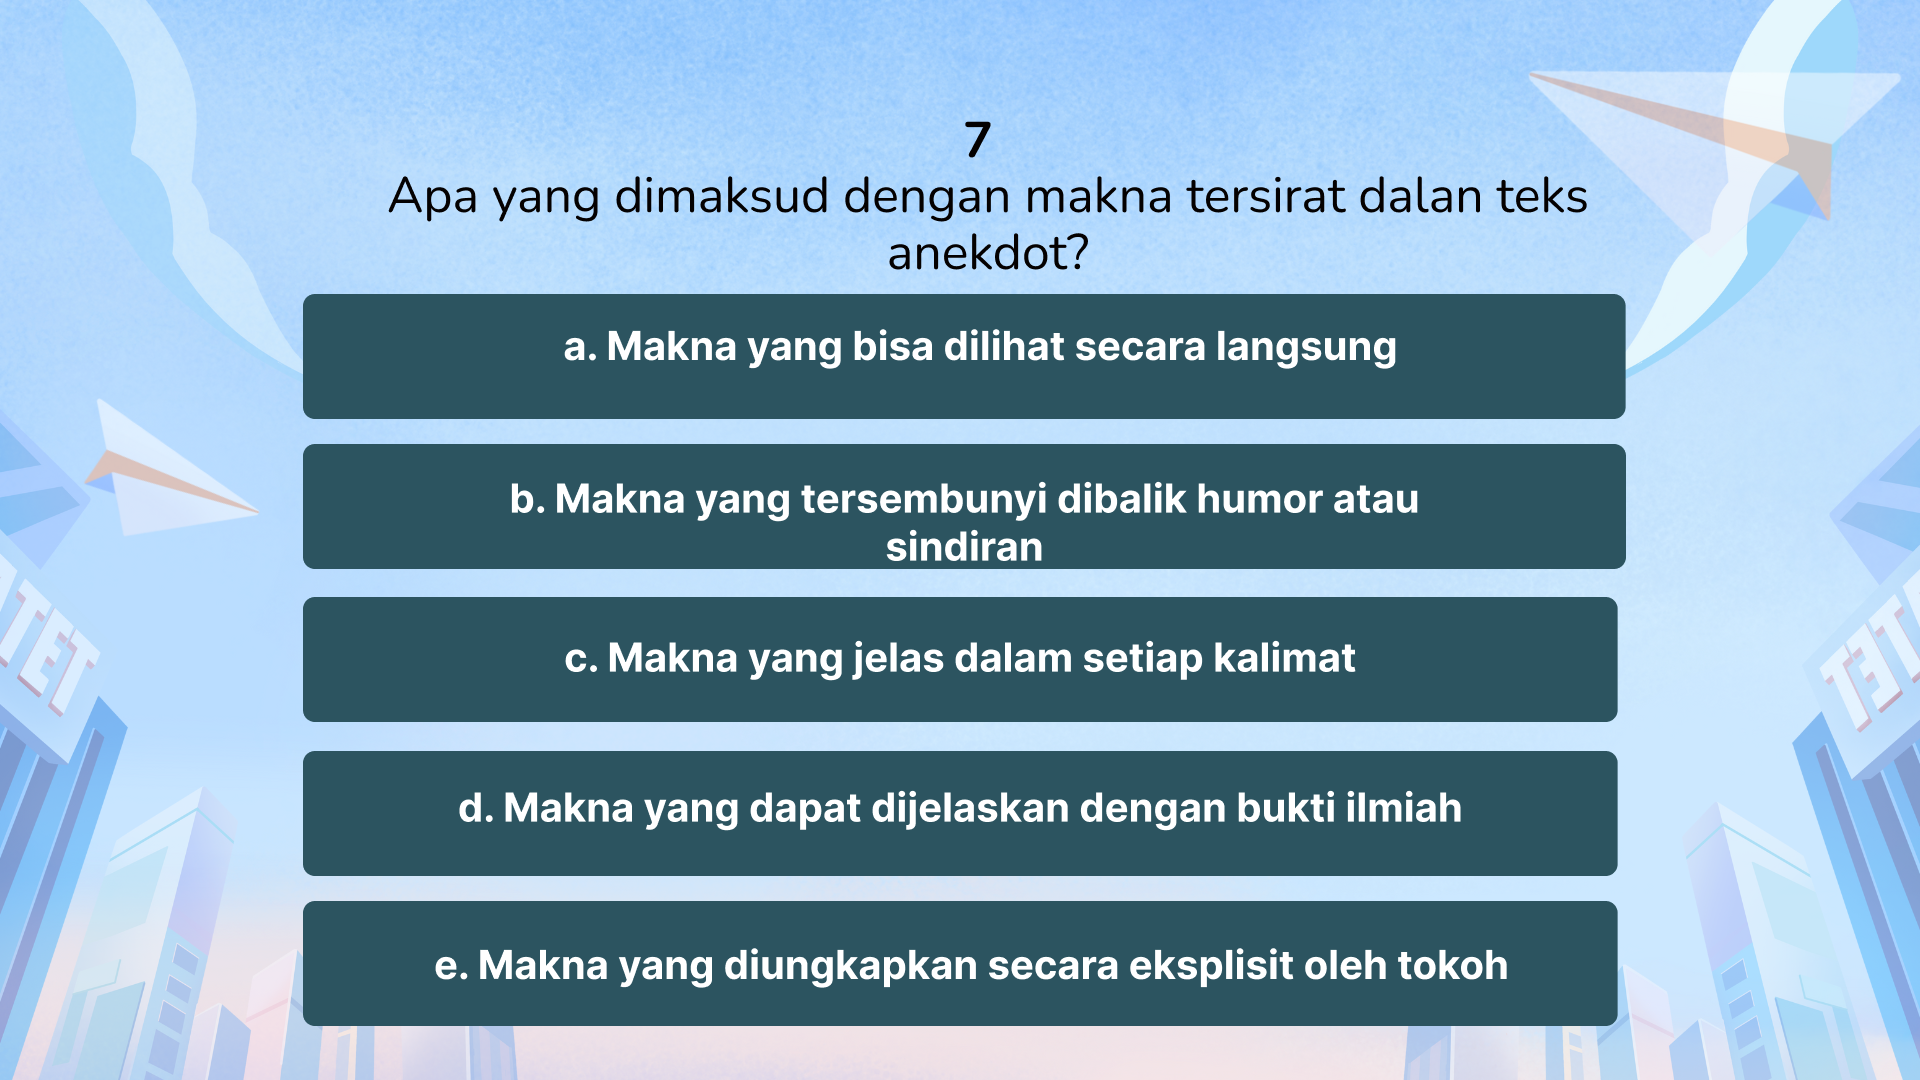 7
Apa yang dimaksud dengan makna tersirat dalan teks
anekdot?
a. Makna yang bisa dilihat secara langsung
b. Makna yang tersembunyi dibalik humor atau
sindiran
c. Makna yang jelas dalam setiap kalimat
d. Makna yang dapat dijelaskan dengan bukti ilmiah
e. Makna yang diungkapkan secara eksplisit oleh tokoh